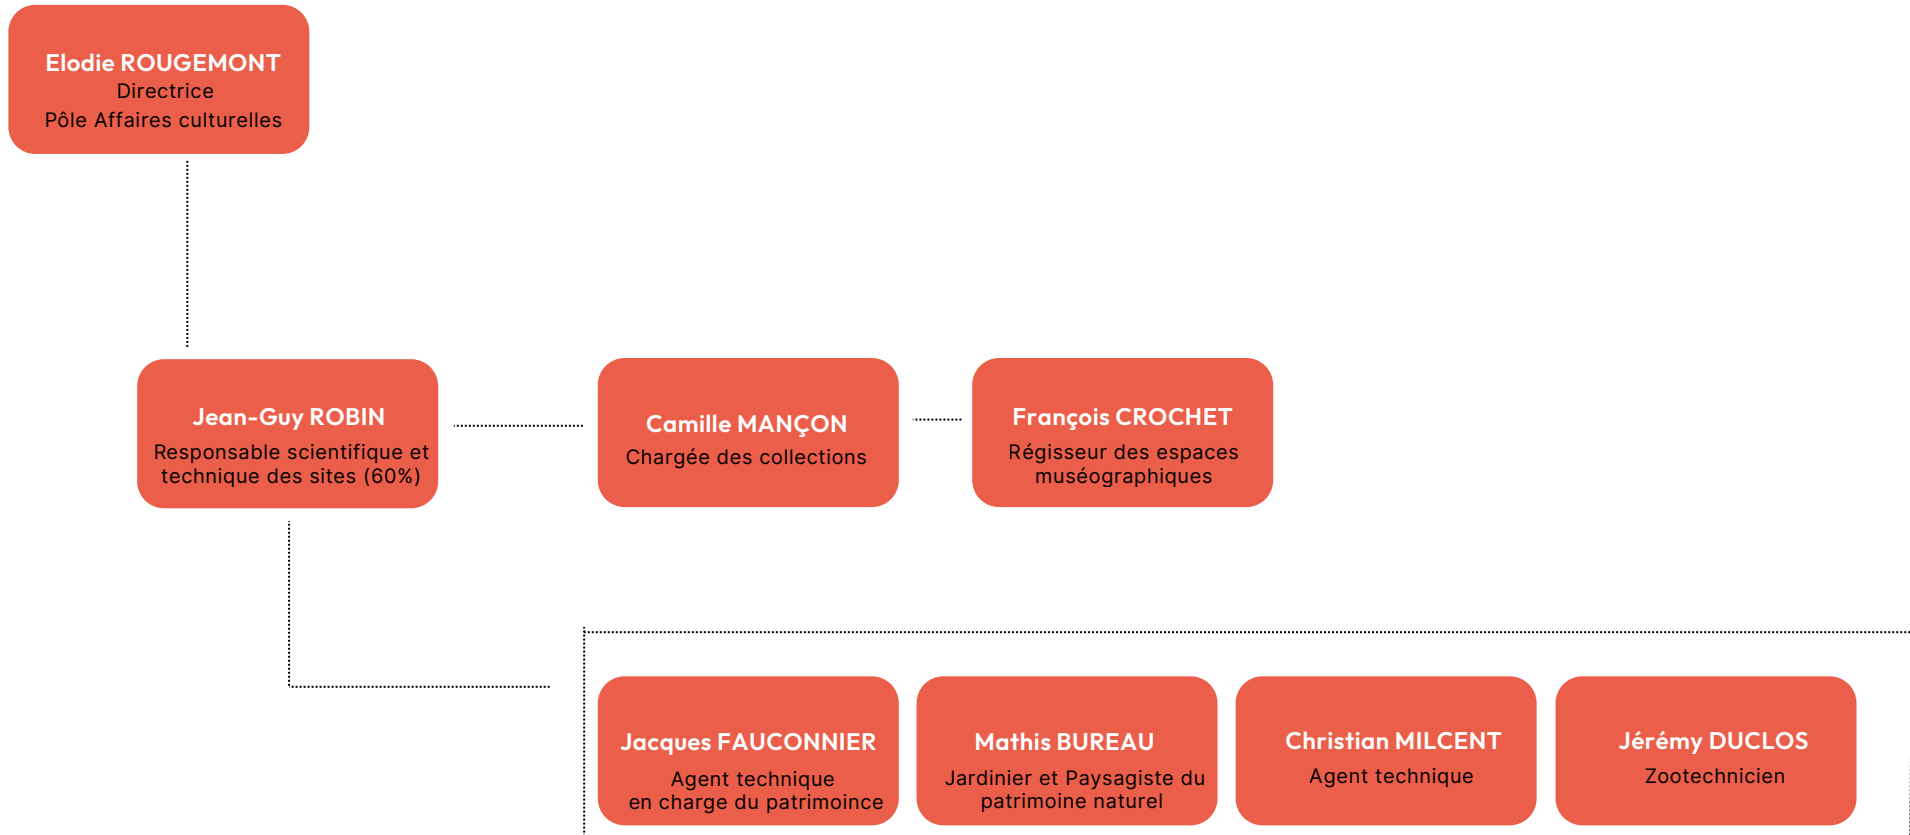 Elodie ROUGEMONT
Directrice
Pôle Affaires culturelles
Jean-Guy ROBIN
Responsable scientifique et
technique des sites (60%)
Camille MANÇON
Chargée des collections
François CROCHET
Régisseur des espaces
muséographiques
Jacques FAUCONNIER
Agent technique
en charge du patrimoince
Mathis BUREAU
Jardinier et Paysagiste du
patrimoine naturel
Christian MILCENT
Agent technique
Jérémy DUCLOS
Zootechnicien